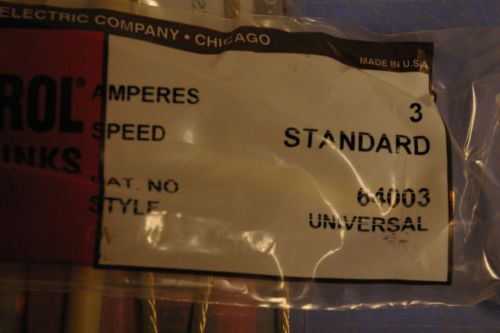 ELECTRIC COMPANY • CHICAGO
MADE IN U.S.A.
ROL®
INKS
AMPERES 3
SPEED STANDARD
CAT. NO. 64003
STYLE UNIVERSAL